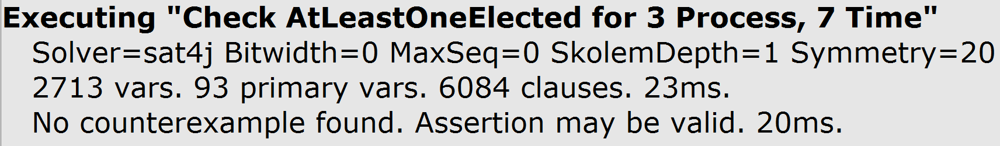 Executing "Check AtLeastOneElected for 3 Process, 7 Time"
Solver=sat4j Bitwidth=0 MaxSeq=0 SkolemDepth=1 Symmetry=20
2713 vars. 93 primary vars. 6084 clauses. 23ms.
No counterexample found. Assertion may be valid. 20ms.